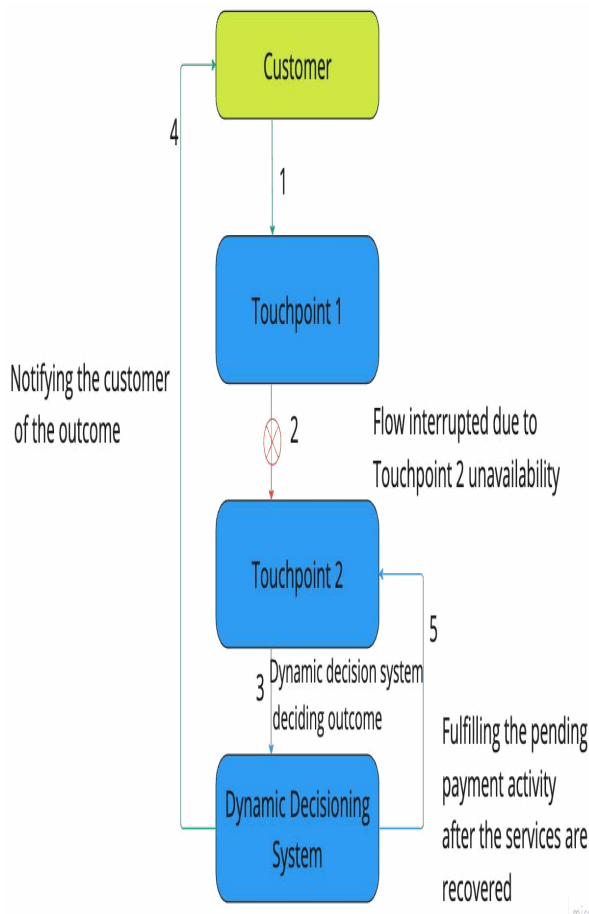 Customer
4
1
Touchpoint 1
Notifying the customer
of the outcome
2
Flow interrupted due to
Touchpoint 2 unavailability
Touchpoint 2
5
3
Dynamic decision system
deciding outcome
Fulfilling the pending
payment activity
after the services are
recovered
Dynamic Decisioning
System